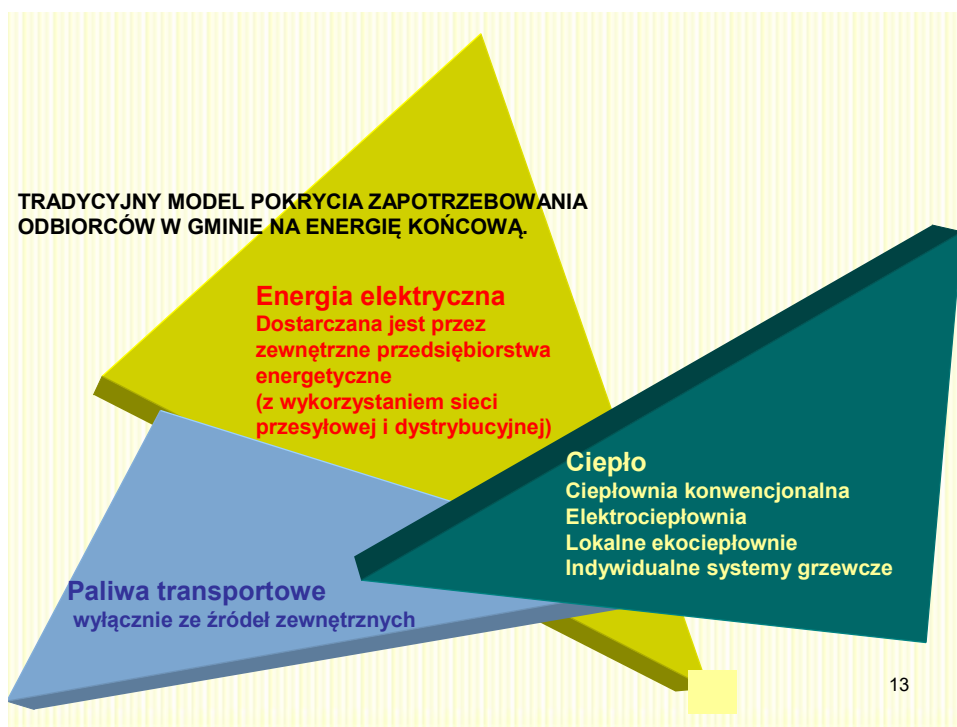 TRADYCYJNY MODEL POKRYCIA ZAPOTRZEBOWANIA
ODBIORCÓW W GMINIE NA ENERGIĘ KOŃCOWĄ.
Energia elektryczna
Dostarczana jest przez
zewnętrzne przedsiębiorstwa
energetyczne
(z wykorzystaniem sieci
przesyłowej i dystrybucyjnej)
Ciepło
Ciepłownia konwencjonalna
Elektrociepłownia
Lokalne ekociepłownie
Indywidualne systemy grzewcze
Paliwa transportowe
wyłącznie ze źródeł zewnętrznych
13